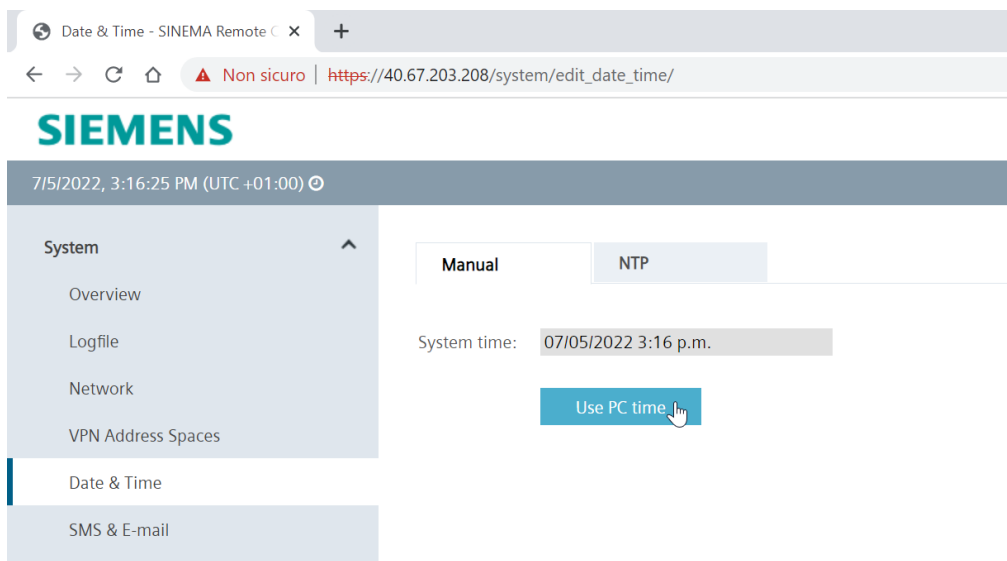 Date & Time - SINEMA Remote C
Non sicuro | https://40.67.203.208/system/edit_date_time/
SIEMENS
7/5/2022, 3:16:25 PM (UTC +01:00)
System
Manual
NTP
Overview
Logfile
System time:
07/05/2022 3:16 p.m.
Network
Use PC time
VPN Address Spaces
Date & Time
SMS & E-mail